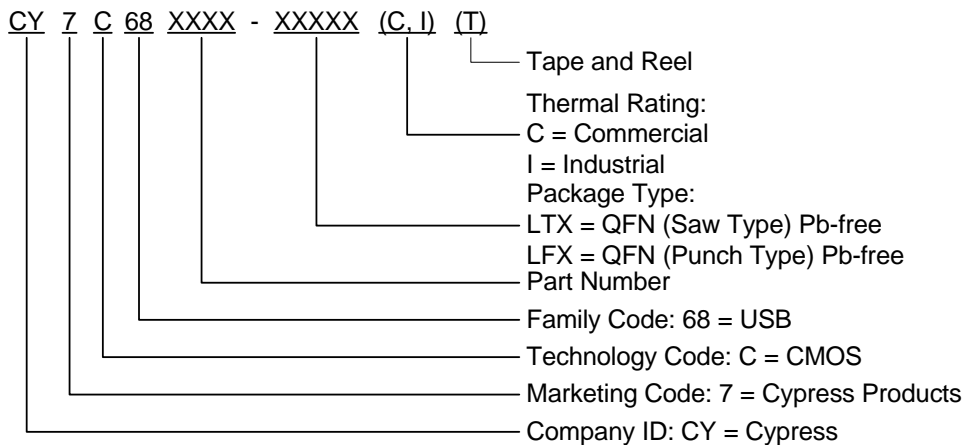 CY 7 C 68 XXXX - XXXXX (C, I) (T)
Tape and Reel
Thermal Rating:
C = Commercial
I = Industrial
Package Type:
LTX = QFN (Saw Type) Pb-free
LFX = QFN (Punch Type) Pb-free
Part Number
Family Code: 68 = USB
Technology Code: C = CMOS
Marketing Code: 7 = Cypress Products
Company ID: CY = Cypress